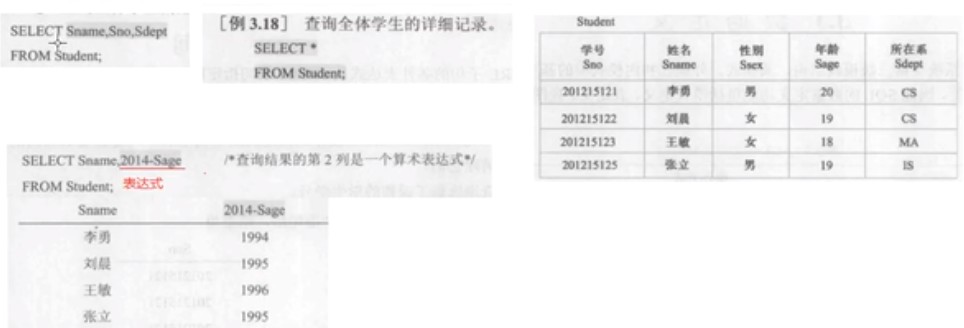 SELECT Sname,Sno,Sdept
FROM Student;
[例 3.18] 查询全体学生的详细记录。
SELECT *
FROM Student;
Student
学号 姓名 性别 年龄 所在系
Sno Sname Ssex Sage Sdept
201215121 李勇 男 20 CS
201215122 刘晨 女 19 CS
201215123 王敏 女 18 MA
201215125 张立 男 19 IS
SELECT Sname,2014-Sage /*查询结果的第 2 列是一个算术表达式*/
FROM Student; 表达式
Sname 2014-Sage
李勇 1994
刘晨 1995
王敏 1996
张立 1995